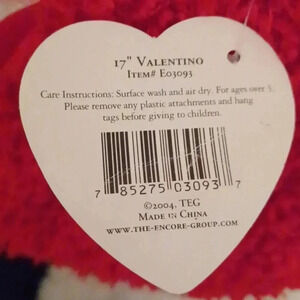 17" VALENTINO
ITEM# E03093
Care Instructions: Surface wash and air dry. For ages over 3.
Please remove any plastic attachments and hang
tags before giving to children.
7 85275 03093 7
©2004, TEG
MADE IN CHINA
WWW.THE-ENCORE-GROUP.COM